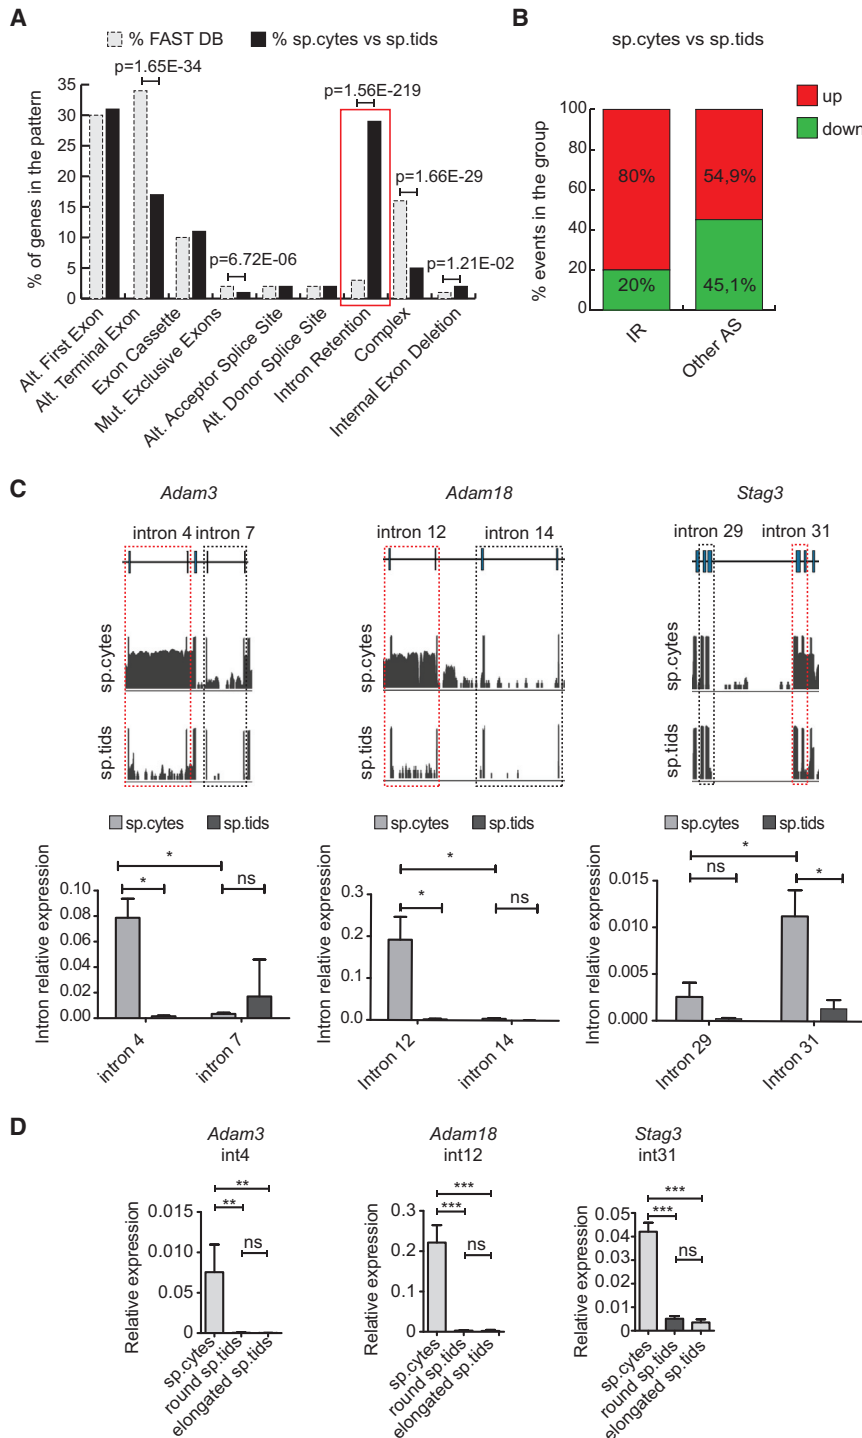 A
% FAST DB
% sp.cytes vs sp.tids
p=1.65E-34
p=1.56E-219
p=1.66E-29
p=6.72E-06
p=1.21E-02
% of genes in the pattern
35
30
25
20
15
10
5
0
Alt. First Exon
Alt. Terminal Exon
Exon Cassette
Mut. Exclusive Exons
Alt. Acceptor Splice Site
Alt. Donor Splice Site
Intron Retention
Complex
Internal Exon Deletion
B
sp.cytes vs sp.tids
up
down
% events in the group
100
80
60
40
20
0
80%
54,9%
20%
45,1%
IR
Other AS
C
Adam3
intron 4
intron 7
sp.cytes
sp.tids
sp.cytes
sp.tids
Intron relative expression
0.10
0.08
0.06
0.04
0.02
0.00
*
*
ns
intron 4
intron 7
Adam18
intron 12
intron 14
sp.cytes
sp.tids
sp.cytes
sp.tids
Intron relative expression
0.3
0.2
0.1
0.0
*
*
ns
Intron 12
intron 14
Stag3
intron 29
intron 31
sp.cytes
sp.tids
sp.cytes
sp.tids
Intron relative expression
0.015
0.010
0.005
0.000
*
ns
*
Intron 29
Intron 31
D
Adam3
int4
Relative expression
0.015
0.010
0.005
0
**
**
ns
sp.cytes
round sp.tids
elongated sp.tids
Adam18
int12
Relative expression
0.3
0.2
0.1
0
***
***
ns
sp.cytes
round sp.tids
elongated sp.tids
Stag3
int31
Relative expression
0.05
0.04
0.03
0.02
0.01
0
***
***
ns
sp.cytes
round sp.tids
elongated sp.tids